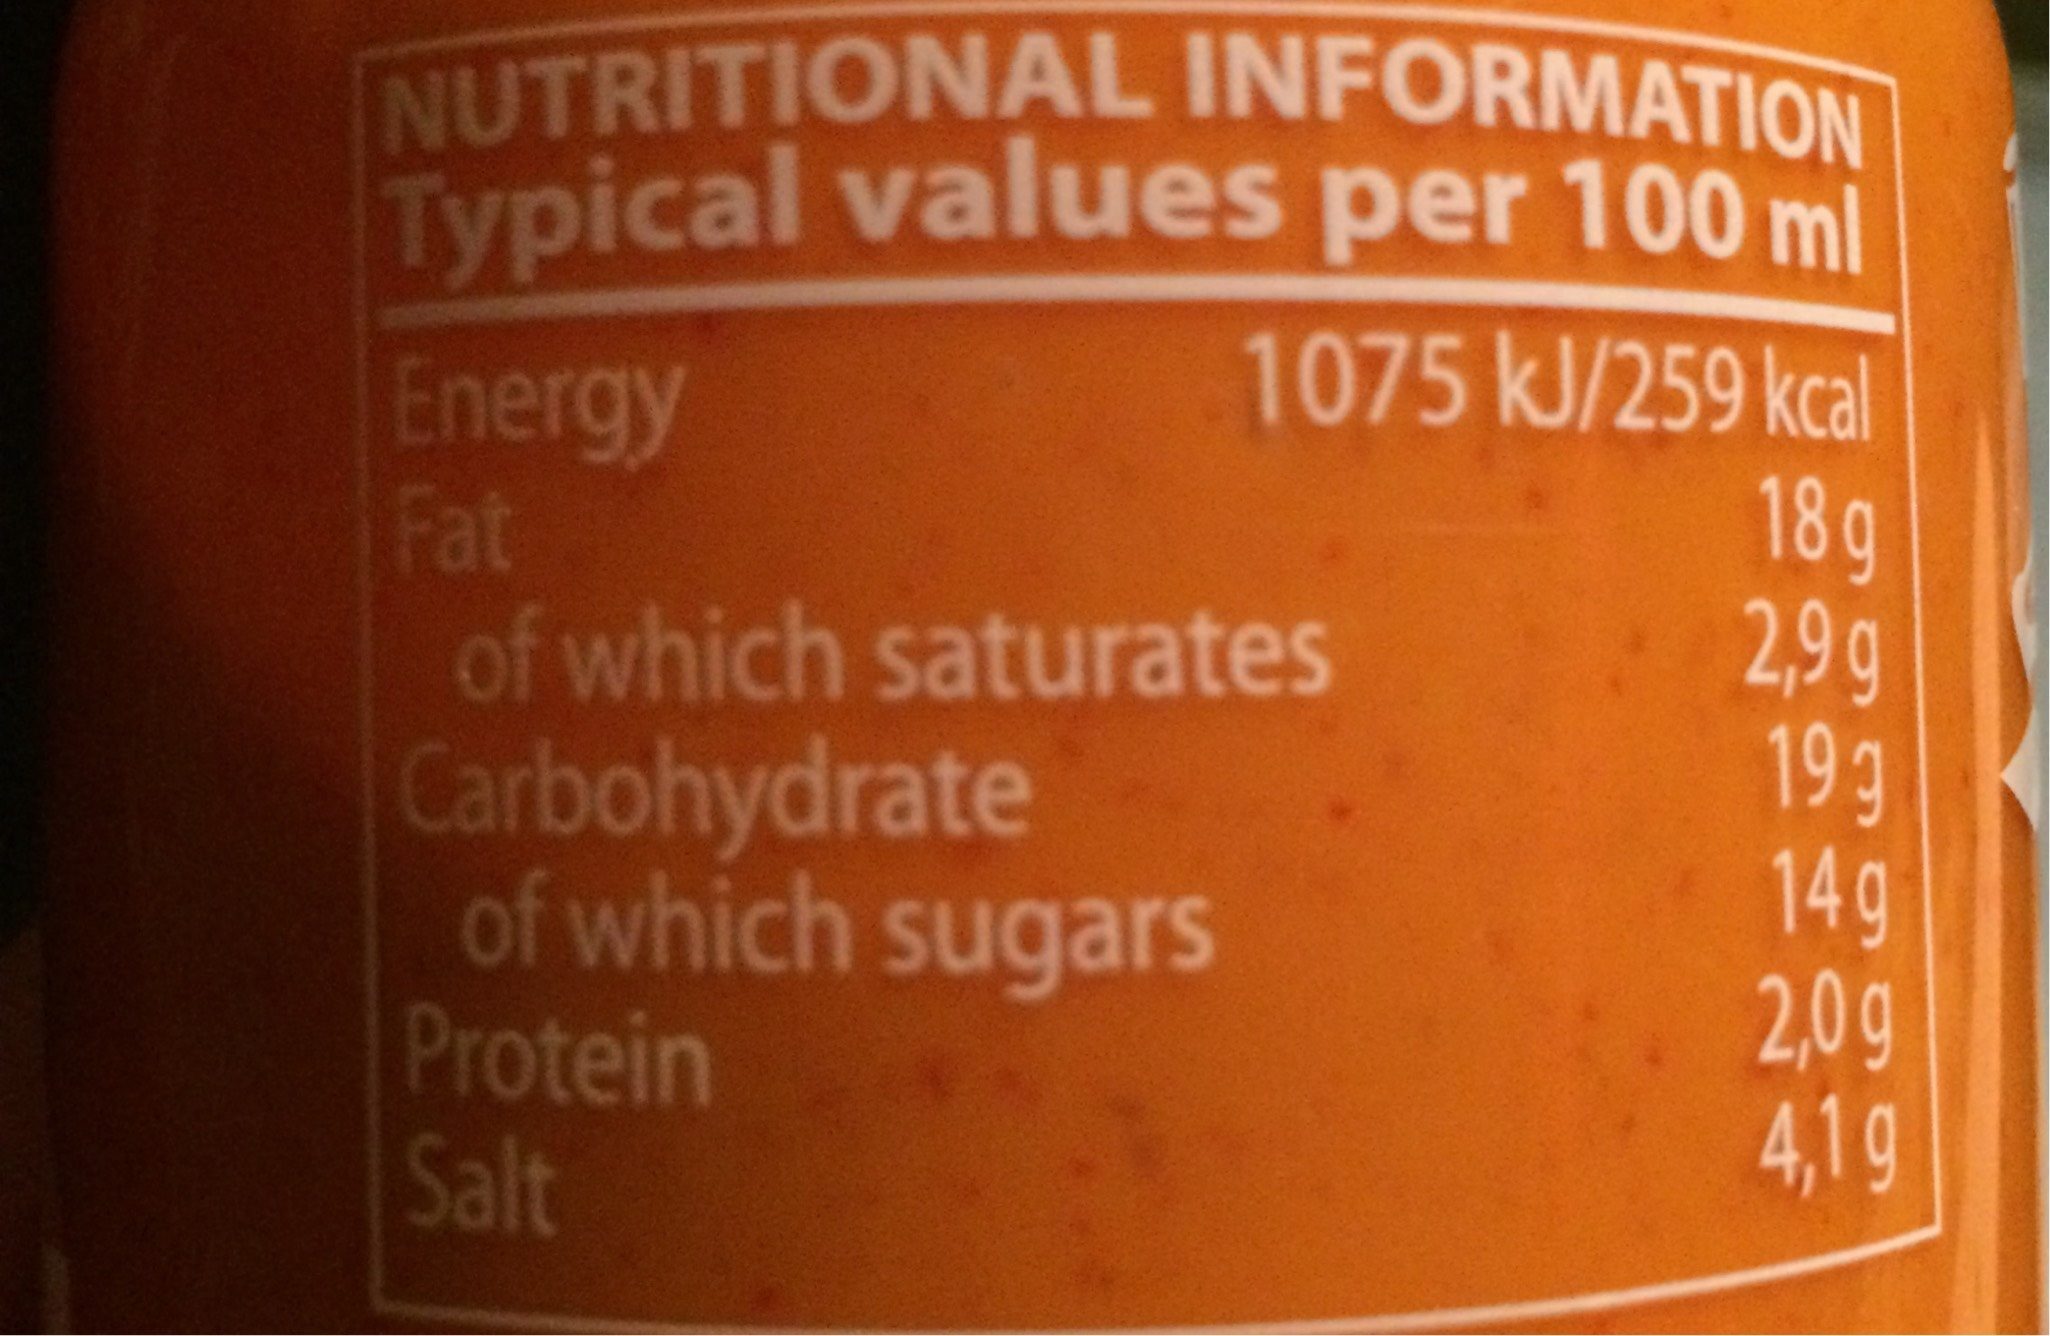 NUTRITIONAL INFORMATION
Typical values per 100 ml
Energy 1075 kJ/259 kcal
Fat 18 g
of which saturates 2,9 g
Carbohydrate 19 g
of which sugars 14 g
Protein 2,0 g
Salt 4,1 g